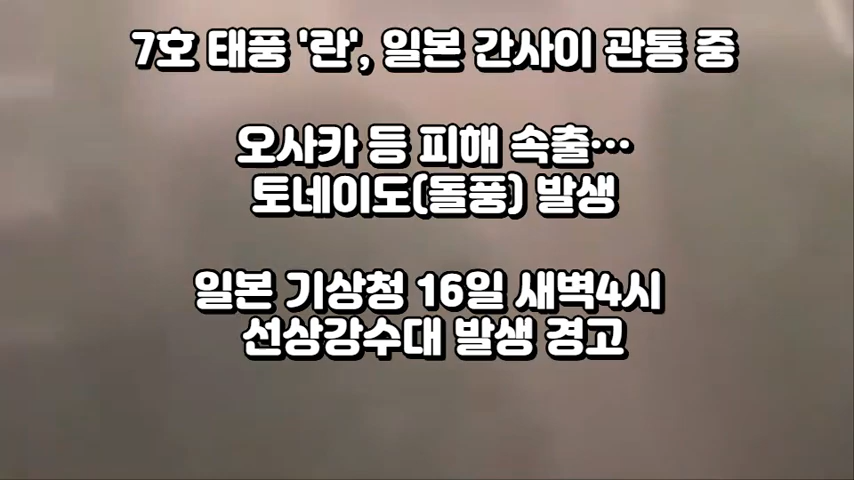 7호 태풍 '란', 일본 간사이 관통 중
오사카 등 피해 속출…
토네이도(돌풍) 발생
일본 기상청 16일 새벽4시
선상강수대 발생 경고